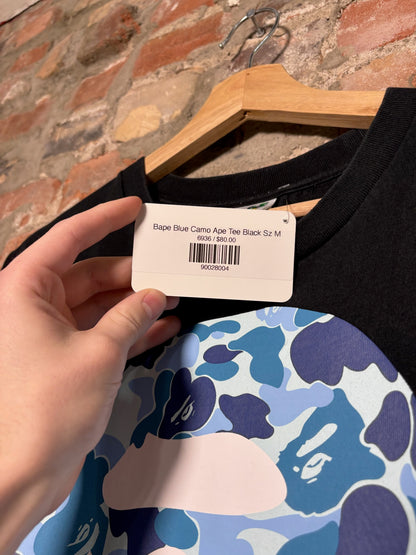 Bape Blue Camo Ape Tee Black Sz M
6936 / $80.00
90028004